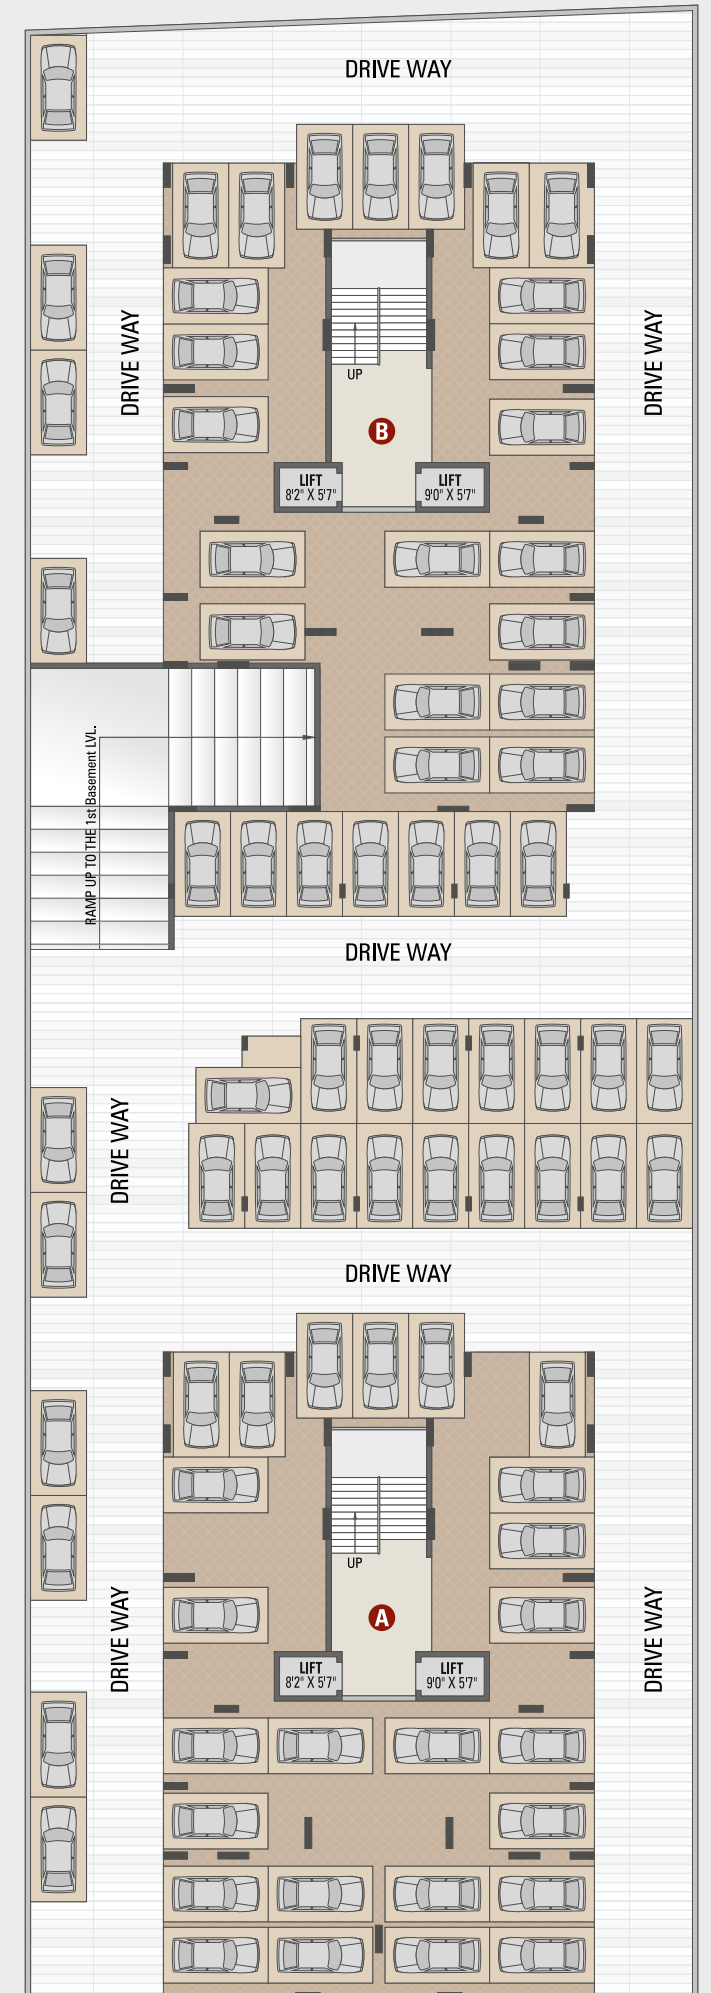 DRIVE WAY
DRIVE WAY
DRIVE WAY
UP
B
LIFT
8'2" X 5'7"
LIFT
9'0" X 5'7"
RAMP UP TO THE 1st Basement LVL.
DRIVE WAY
DRIVE WAY
DRIVE WAY
UP
A
DRIVE WAY
DRIVE WAY
LIFT
8'2" X 5'7"
LIFT
9'0" X 5'7"